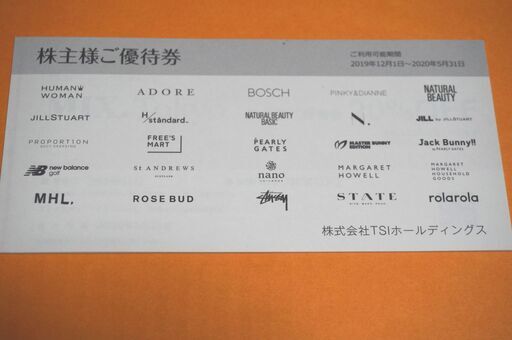 株主様ご優待券
ご利用可能期間
2019年12月1日～2020年5月31日
HUMAN WOMAN
ADORE
BOSCH
PINKY&DIANNE
NATURAL BEAUTY
JILLSTUART
H/ stándard.
NATURAL BEAUTY BASIC
N.
JILL by JILLSTUART
PROPORTION BODY DRESSING
FREE'S MART
PEARLY GATES
MASTER BUNNY EDITION
Jack Bunny!! by PEARLY GATES
new balance golf
St ANDREWS
nano
MARGARET HOWELL
MARGARET HOWELL HOUSEHOLD GOODS
MHL.
ROSE BUD
Stüssy
STATE
rolarola
株式会社TSIホールディングス